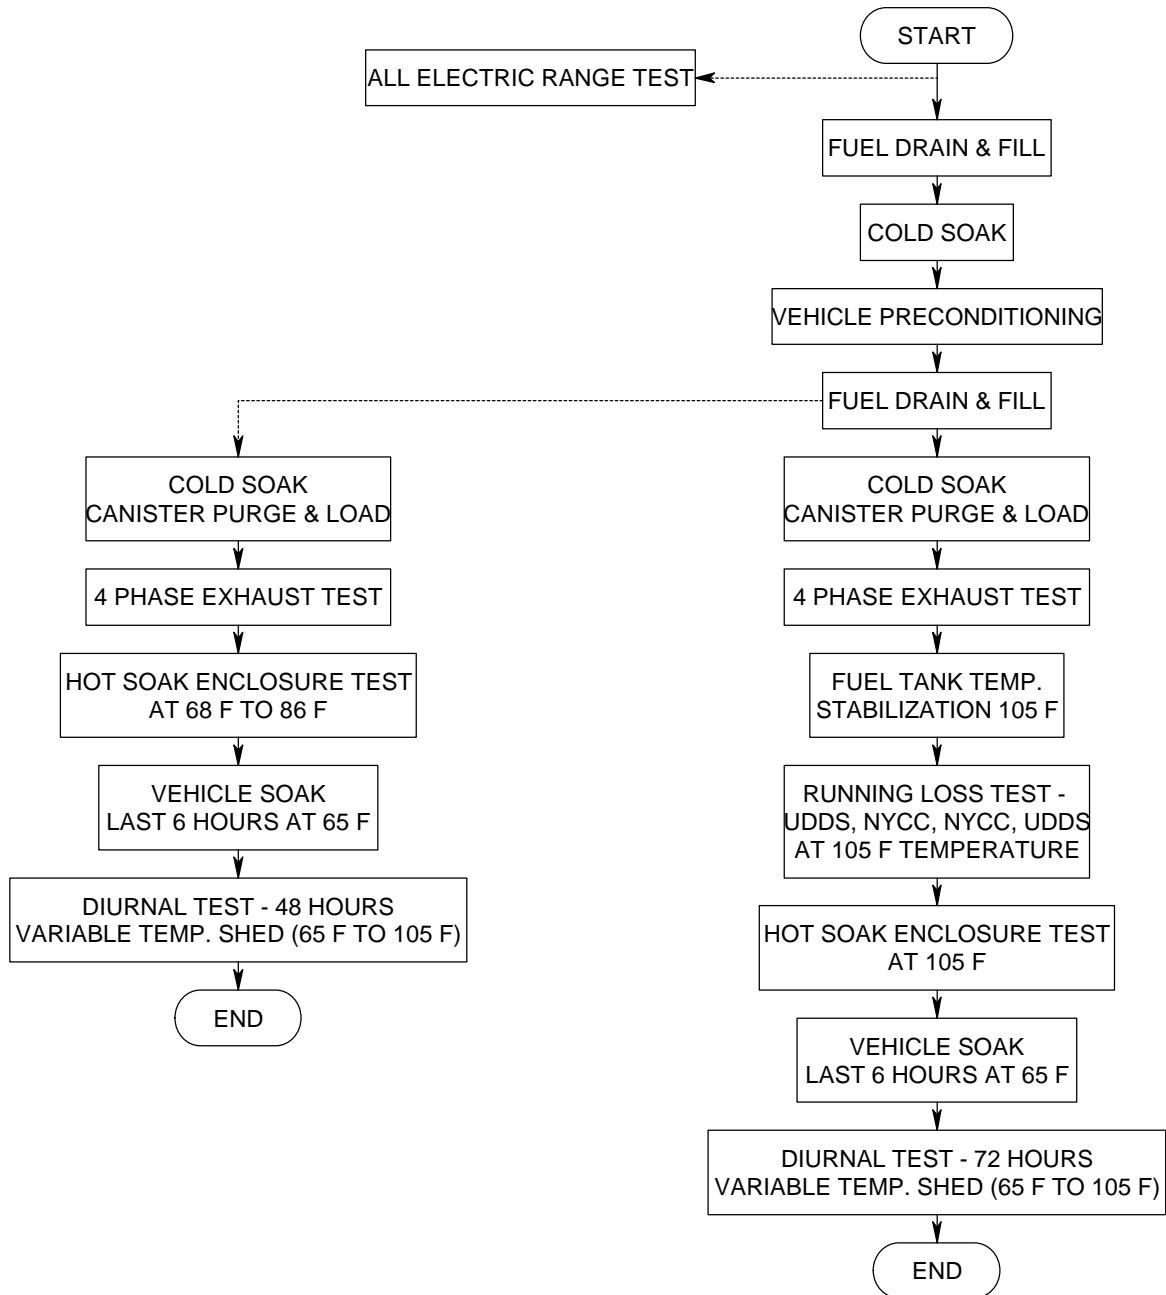 START
ALL ELECTRIC RANGE TEST
FUEL DRAIN & FILL
COLD SOAK
VEHICLE PRECONDITIONING
FUEL DRAIN & FILL
COLD SOAK
CANISTER PURGE & LOAD
4 PHASE EXHAUST TEST
HOT SOAK ENCLOSURE TEST
AT 68 F TO 86 F
VEHICLE SOAK
LAST 6 HOURS AT 65 F
DIURNAL TEST - 48 HOURS
VARIABLE TEMP. SHED (65 F TO 105 F)
END
COLD SOAK
CANISTER PURGE & LOAD
4 PHASE EXHAUST TEST
FUEL TANK TEMP.
STABILIZATION 105 F
RUNNING LOSS TEST -
UDDS, NYCC, NYCC, UDDS
AT 105 F TEMPERATURE
HOT SOAK ENCLOSURE TEST
AT 105 F
VEHICLE SOAK
LAST 6 HOURS AT 65 F
DIURNAL TEST - 72 HOURS
VARIABLE TEMP. SHED (65 F TO 105 F)
END